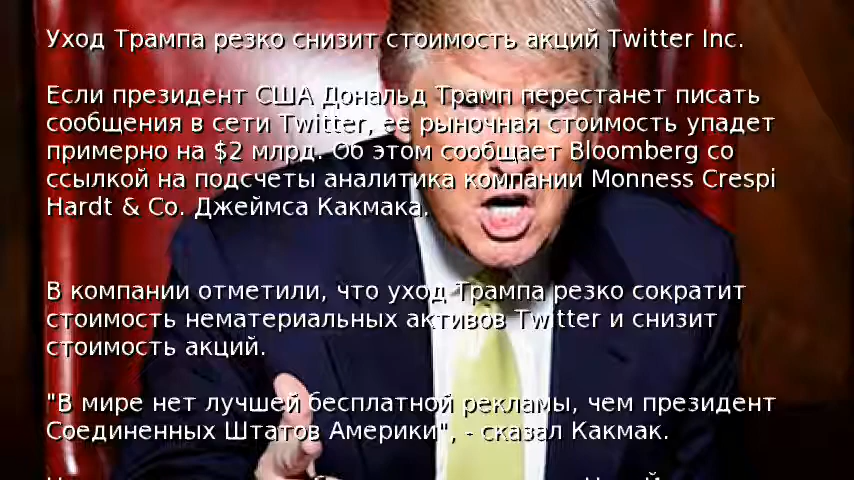 Уход Трампа резко снизит стоимость акций Twitter Inc.
Если президент США Дональд Трамп перестанет писать
сообщения в сети Twitter, ее рыночная стоимость упадет
примерно на $2 млрд. Об этом сообщает Bloomberg со
ссылкой на подсчеты аналитика компании Monness Crespi
Hardt & Co. Джеймса Какмака.
В компании отметили, что уход Трампа резко сократит
стоимость нематериальных активов Twitter и снизит
стоимость акций.
"В мире нет лучшей бесплатной рекламы, чем президент
Соединенных Штатов Америки", - сказал Какмак.